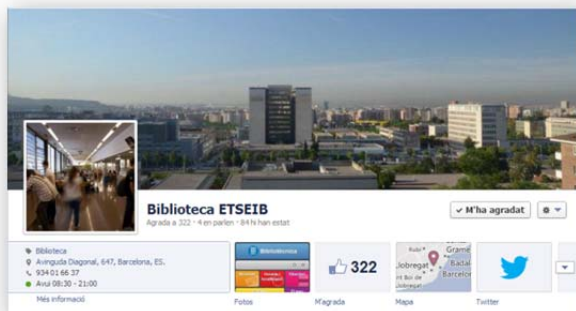 Biblioteca ETSEIB
Agrada a 322 · 4 en parlen · 84 hi han estat
M'ha agradat
Biblioteca
Avinguda Diagonal, 647, Barcelona, ES.
934 01 66 37
Avui 08:30 - 21:00
Més informació
322
Fotos
M'agrada
Mapa
Twitter